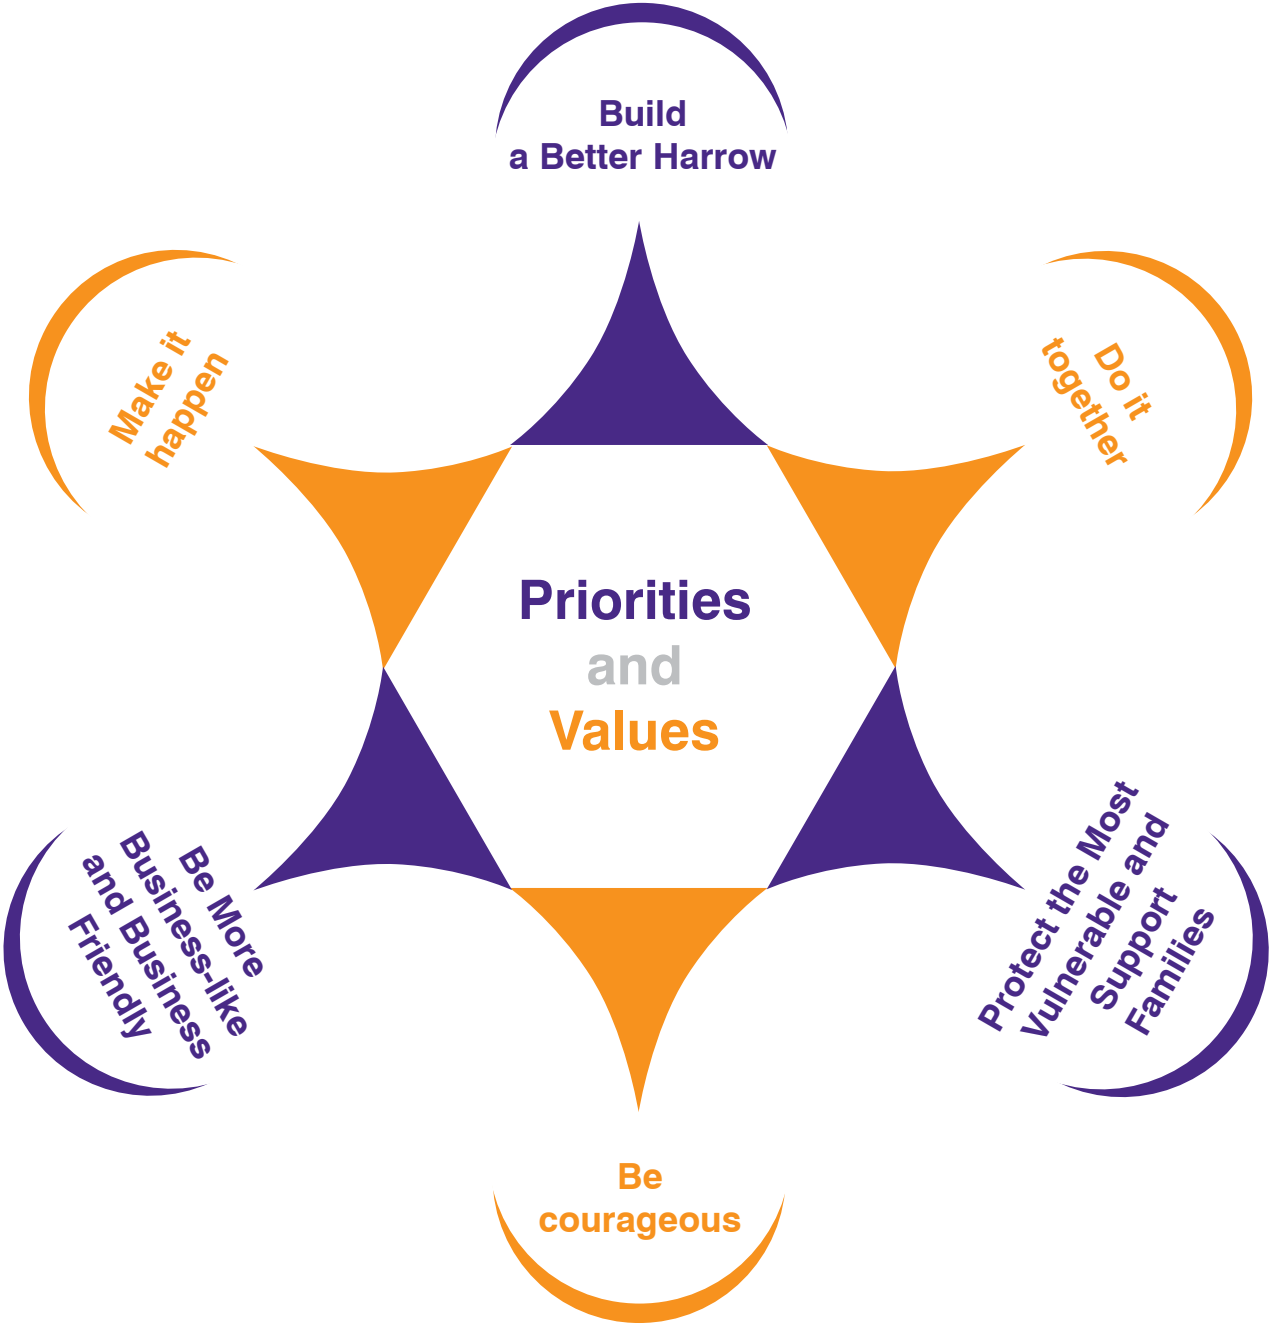 Build
a Better Harrow
Make it
happen
Do it
together
Priorities
and
Values
Be More
Business-like
and Business
Friendly
Protect the Most
Vulnerable and
Support
Families
Be
courageous